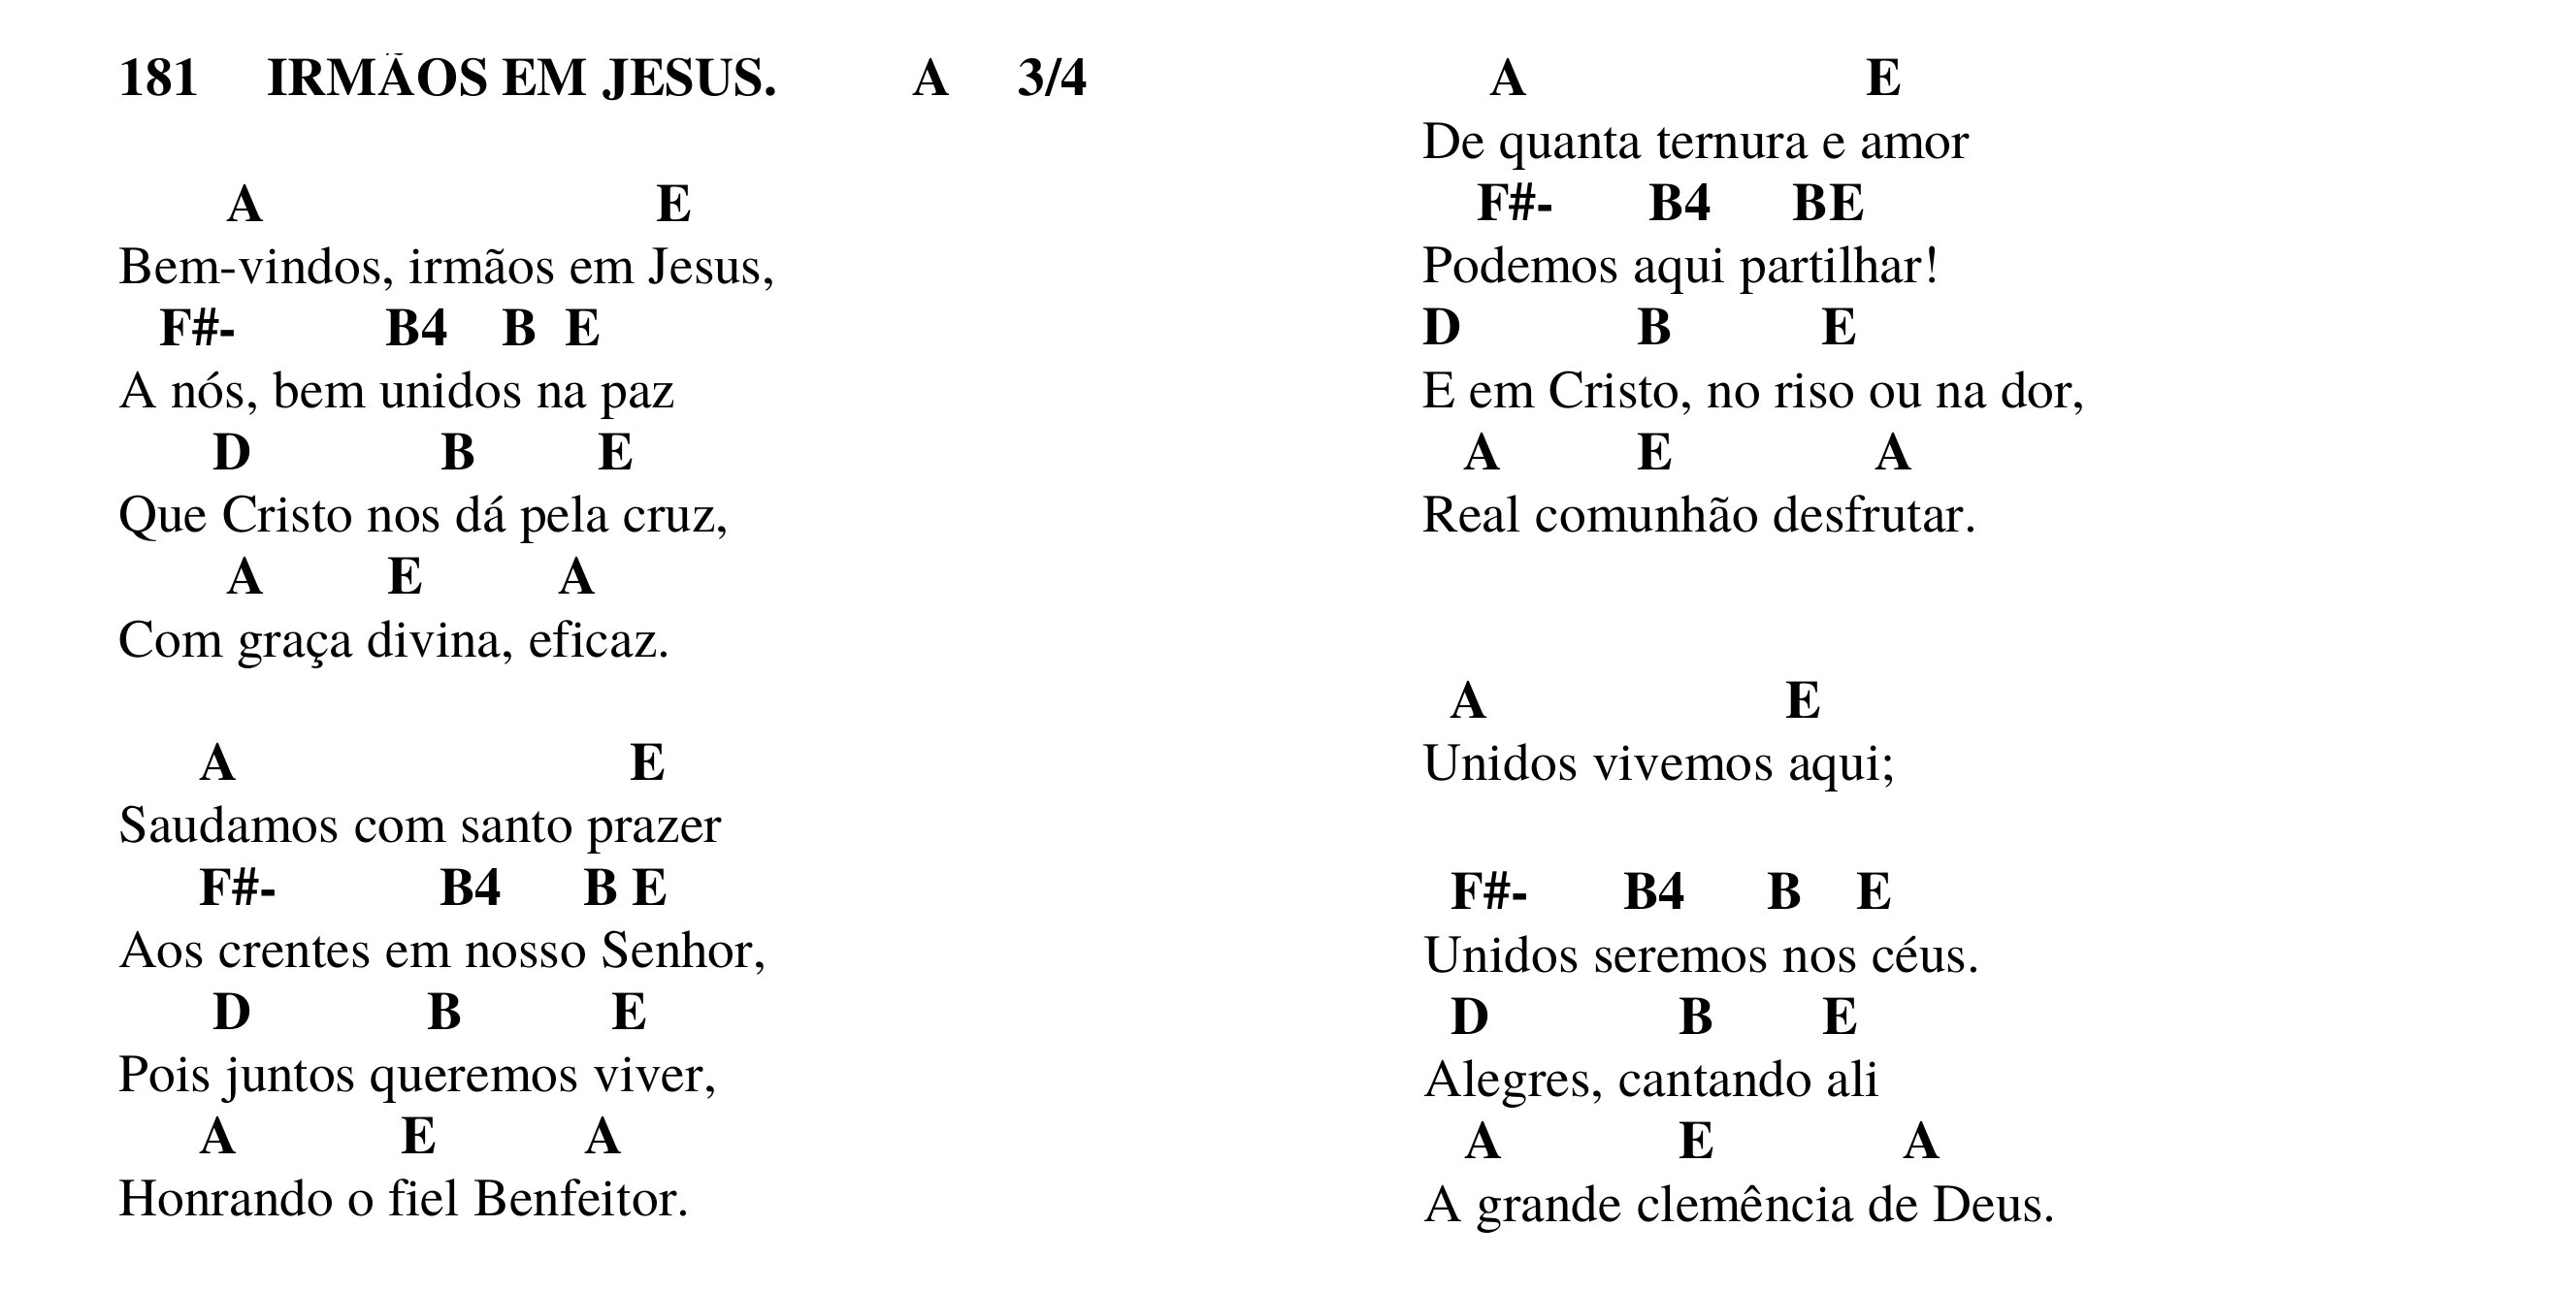 181 IRMÃOS EM JESUS. A 3/4
A E
Bem-vindos, irmãos em Jesus,
F#- B4 B E
A nós, bem unidos na paz
D B E
Que Cristo nos dá pela cruz,
A E A
Com graça divina, eficaz.
A E
Saudamos com santo prazer
F#- B4 B E
Aos crentes em nosso Senhor,
D B E
Pois juntos queremos viver,
A E A
Honrando o fiel Benfeitor.
A E
De quanta ternura e amor
F#- B4 BE
Podemos aqui partilhar!
D B E
E em Cristo, no riso ou na dor,
A E A
Real comunhão desfrutar.
A E
Unidos vivemos aqui;
F#- B4 B E
Unidos seremos nos céus.
D B E
Alegres, cantando ali
A E A
A grande clemência de Deus.